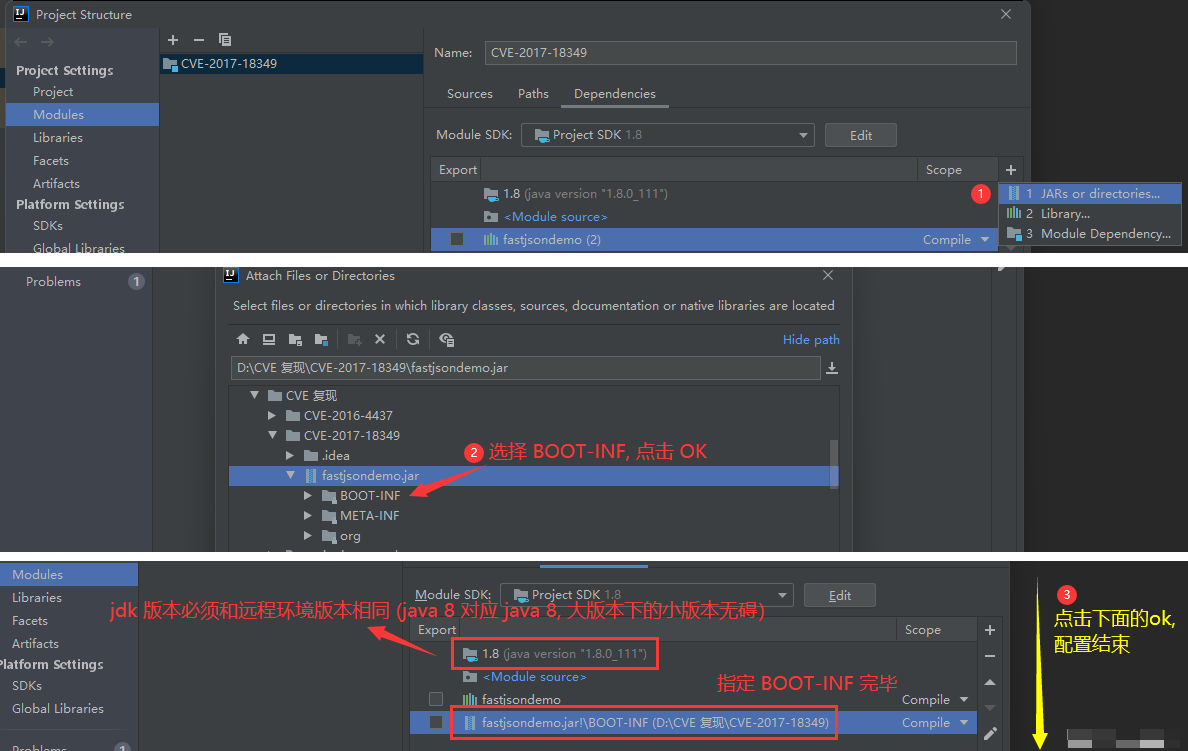 Project Structure
Project Settings
Project
Modules
Libraries
Facets
Artifacts
Platform Settings
SDKs
Global Libraries
CVE-2017-18349
Name: CVE-2017-18349
Sources Paths Dependencies
Module SDK: Project SDK 1.8 Edit
Export Scope
1.8 (java version "1.8.0_111")
<Module source>
fastjsondemo (2) Compile
1
1 JARs or directories...
2 Library...
3 Module Dependency...
Problems 1
Attach Files or Directories
Select files or directories in which library classes, sources, documentation or native libraries are located
Hide path
D:\CVE 复现\CVE-2017-18349\fastjsondemo.jar
CVE 复现
CVE-2016-4437
CVE-2017-18349
.idea
fastjsondemo.jar
BOOT-INF
META-INF
org
2 选择 BOOT-INF, 点击 OK
Modules
Libraries
Facets
Artifacts
Platform Settings
SDKs
Global Libraries
Problems 1
Module SDK: Project SDK 1.8 Edit
jdk 版本必须和远程环境版本相同 (java 8 对应 java 8, 大版本下的小版本无碍)
Export Scope
1.8 (java version "1.8.0_111")
<Module source>
指定 BOOT-INF 完毕
fastjsondemo Compile
fastjsondemo.jar!\BOOT-INF (D:\CVE 复现\CVE-2017-18349) Compile
3
点击下面的ok,
配置结束